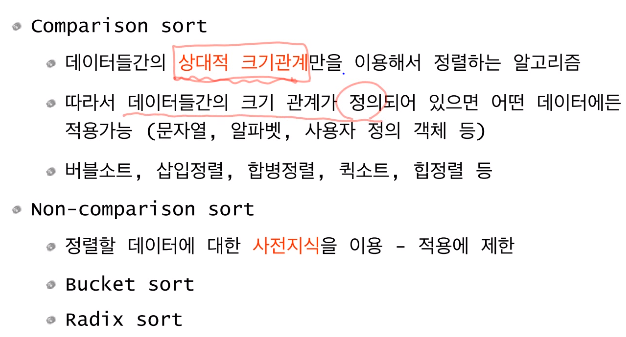 Comparison sort
데이터들간의 상대적 크기관계만을 이용해서 정렬하는 알고리즘
따라서 데이터들간의 크기 관계가 정의되어 있으면 어떤 데이터에든
적용가능 (문자열, 알파벳, 사용자 정의 객체 등)
버블소트, 삽입정렬, 합병정렬, 퀵소트, 힙정렬 등
Non-comparison sort
정렬할 데이터에 대한 사전지식을 이용 - 적용에 제한
Bucket sort
Radix sort